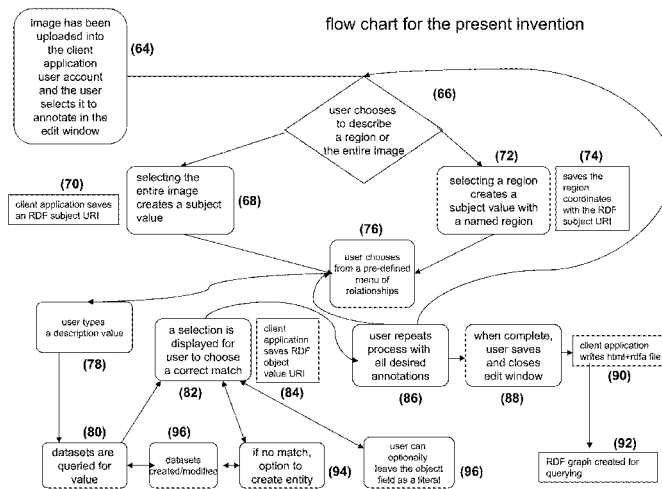 flow chart for the present invention
image has been
uploaded into
the client
application
user account
and the user
selects it to
annotate in the
edit window
(64)
(66)
user chooses
to describe
a region or
the entire image
(70)
client application saves
an RDF subject URI
selecting the
entire image
creates a subject
value
(68)
(72)
selecting a region
creates a
subject value with
a named region
(74)
saves the
region
coordinates
with the RDF
subject URI
(76)
user chooses
from a pre-defined
menu of
relationships
user types
a description value
(78)
a selection is
displayed for
user to choose
a correct match
(82)
client
application
saves RDF
object
value URI
(84)
user repeats
process with
all desired
annotations
(86)
when complete,
user saves
and closes
edit window
(88)
client application
writes html+rdfa file
(90)
(80)
datasets are
queried for
value
(96)
datasets
created/modified
if no match,
option to
create entity
(94)
user can
optionally
leave the object
field as a literal
(96)
(92)
RDF graph created for
querying